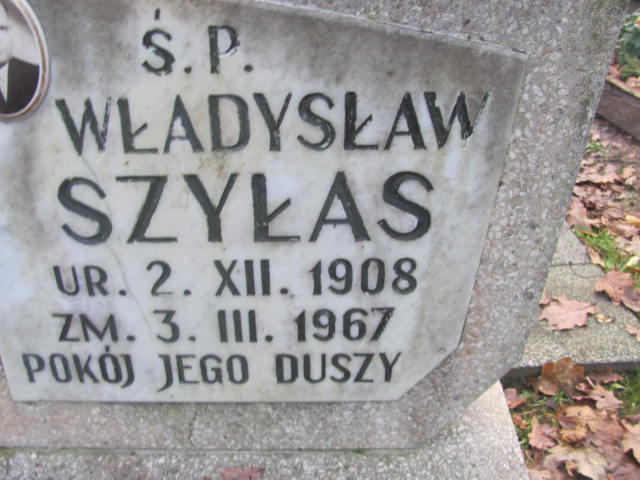 Ś.P.
WŁADYSŁAW
SZYŁAS
UR. 2. XII. 1908
ZM. 3. III. 1967
POKÓJ JEGO DUSZY